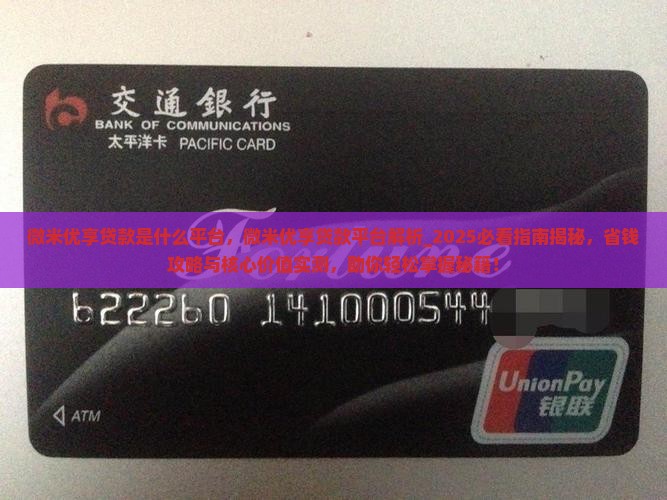 交通銀行
BANK OF COMMUNICATIONS
太平洋卡 PACIFIC CARD
微米优享贷款是什么平台，微米优享贷款平台解析_2025必看指南揭秘，省钱
攻略与核心价值实测，助你轻松掌握秘籍！
622260 141000544
UnionPay
银联
ATM